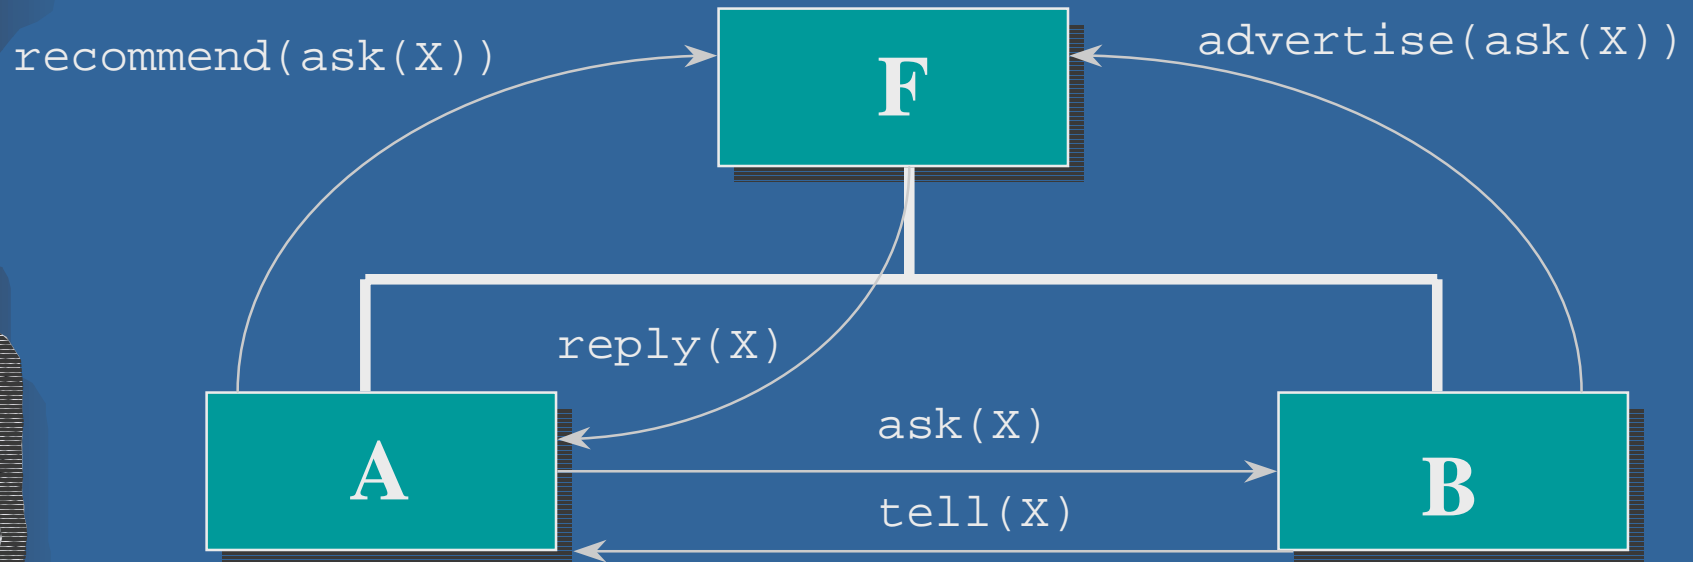 recommend(ask(X))
advertise(ask(X))
F
reply(X)
ask(X)
A
B
tell(X)